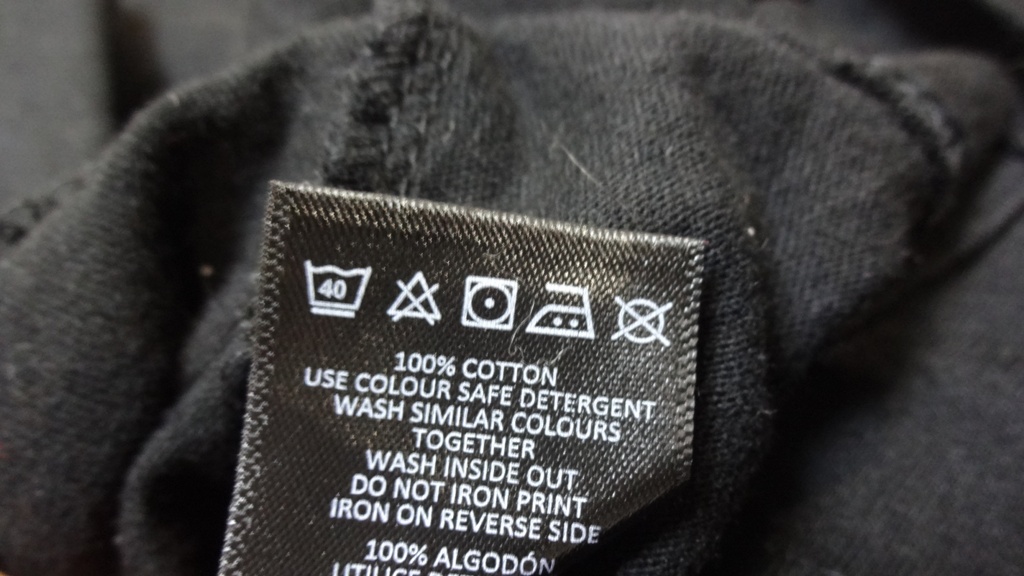 40
100% COTTON
USE COLOUR SAFE DETERGENT
WASH SIMILAR COLOURS
TOGETHER
WASH INSIDE OUT
DO NOT IRON PRINT
IRON ON REVERSE SIDE
100% ALGODÓN
UTILICE